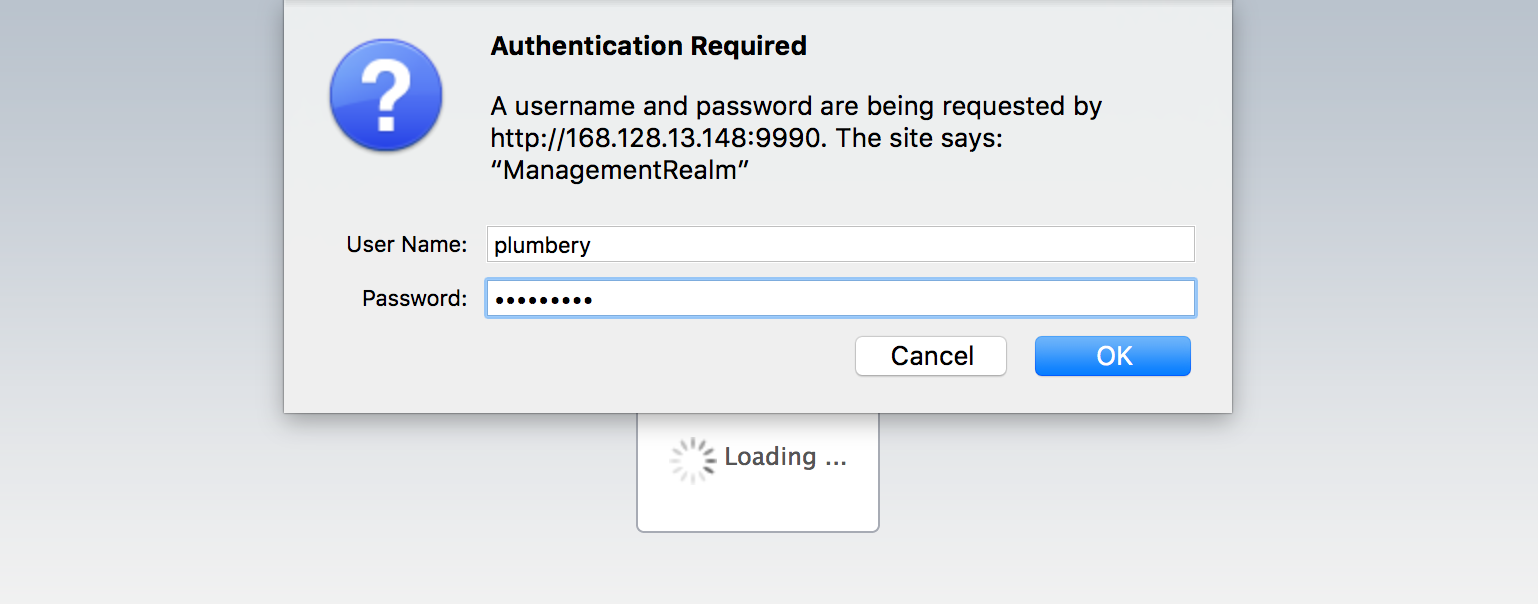 Authentication Required
A username and password are being requested by
http://168.128.13.148:9990. The site says:
“ManagementRealm”
User Name: plumbery
Password: •••••••••
Cancel OK
Loading ...